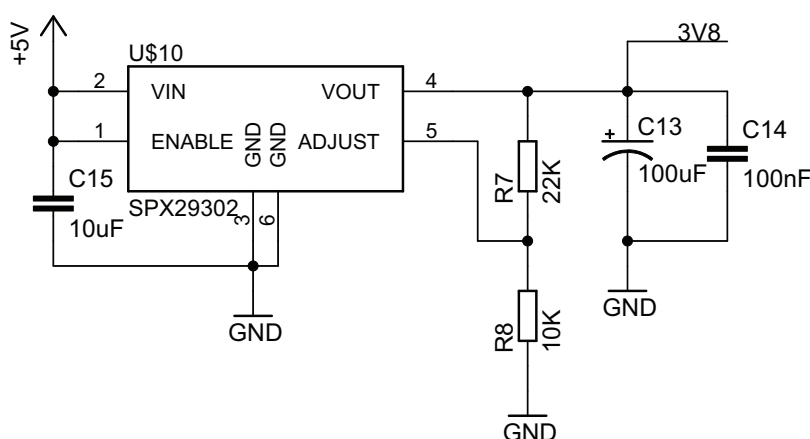 +5V
U$10
2
VIN
VOUT
4
1
ENABLE
GND
GND
ADJUST
5
SPX29302
3
6
C15
10uF
GND
R7
22K
R8
10K
GND
3V8
+
C13
100uF
C14
100nF
GND